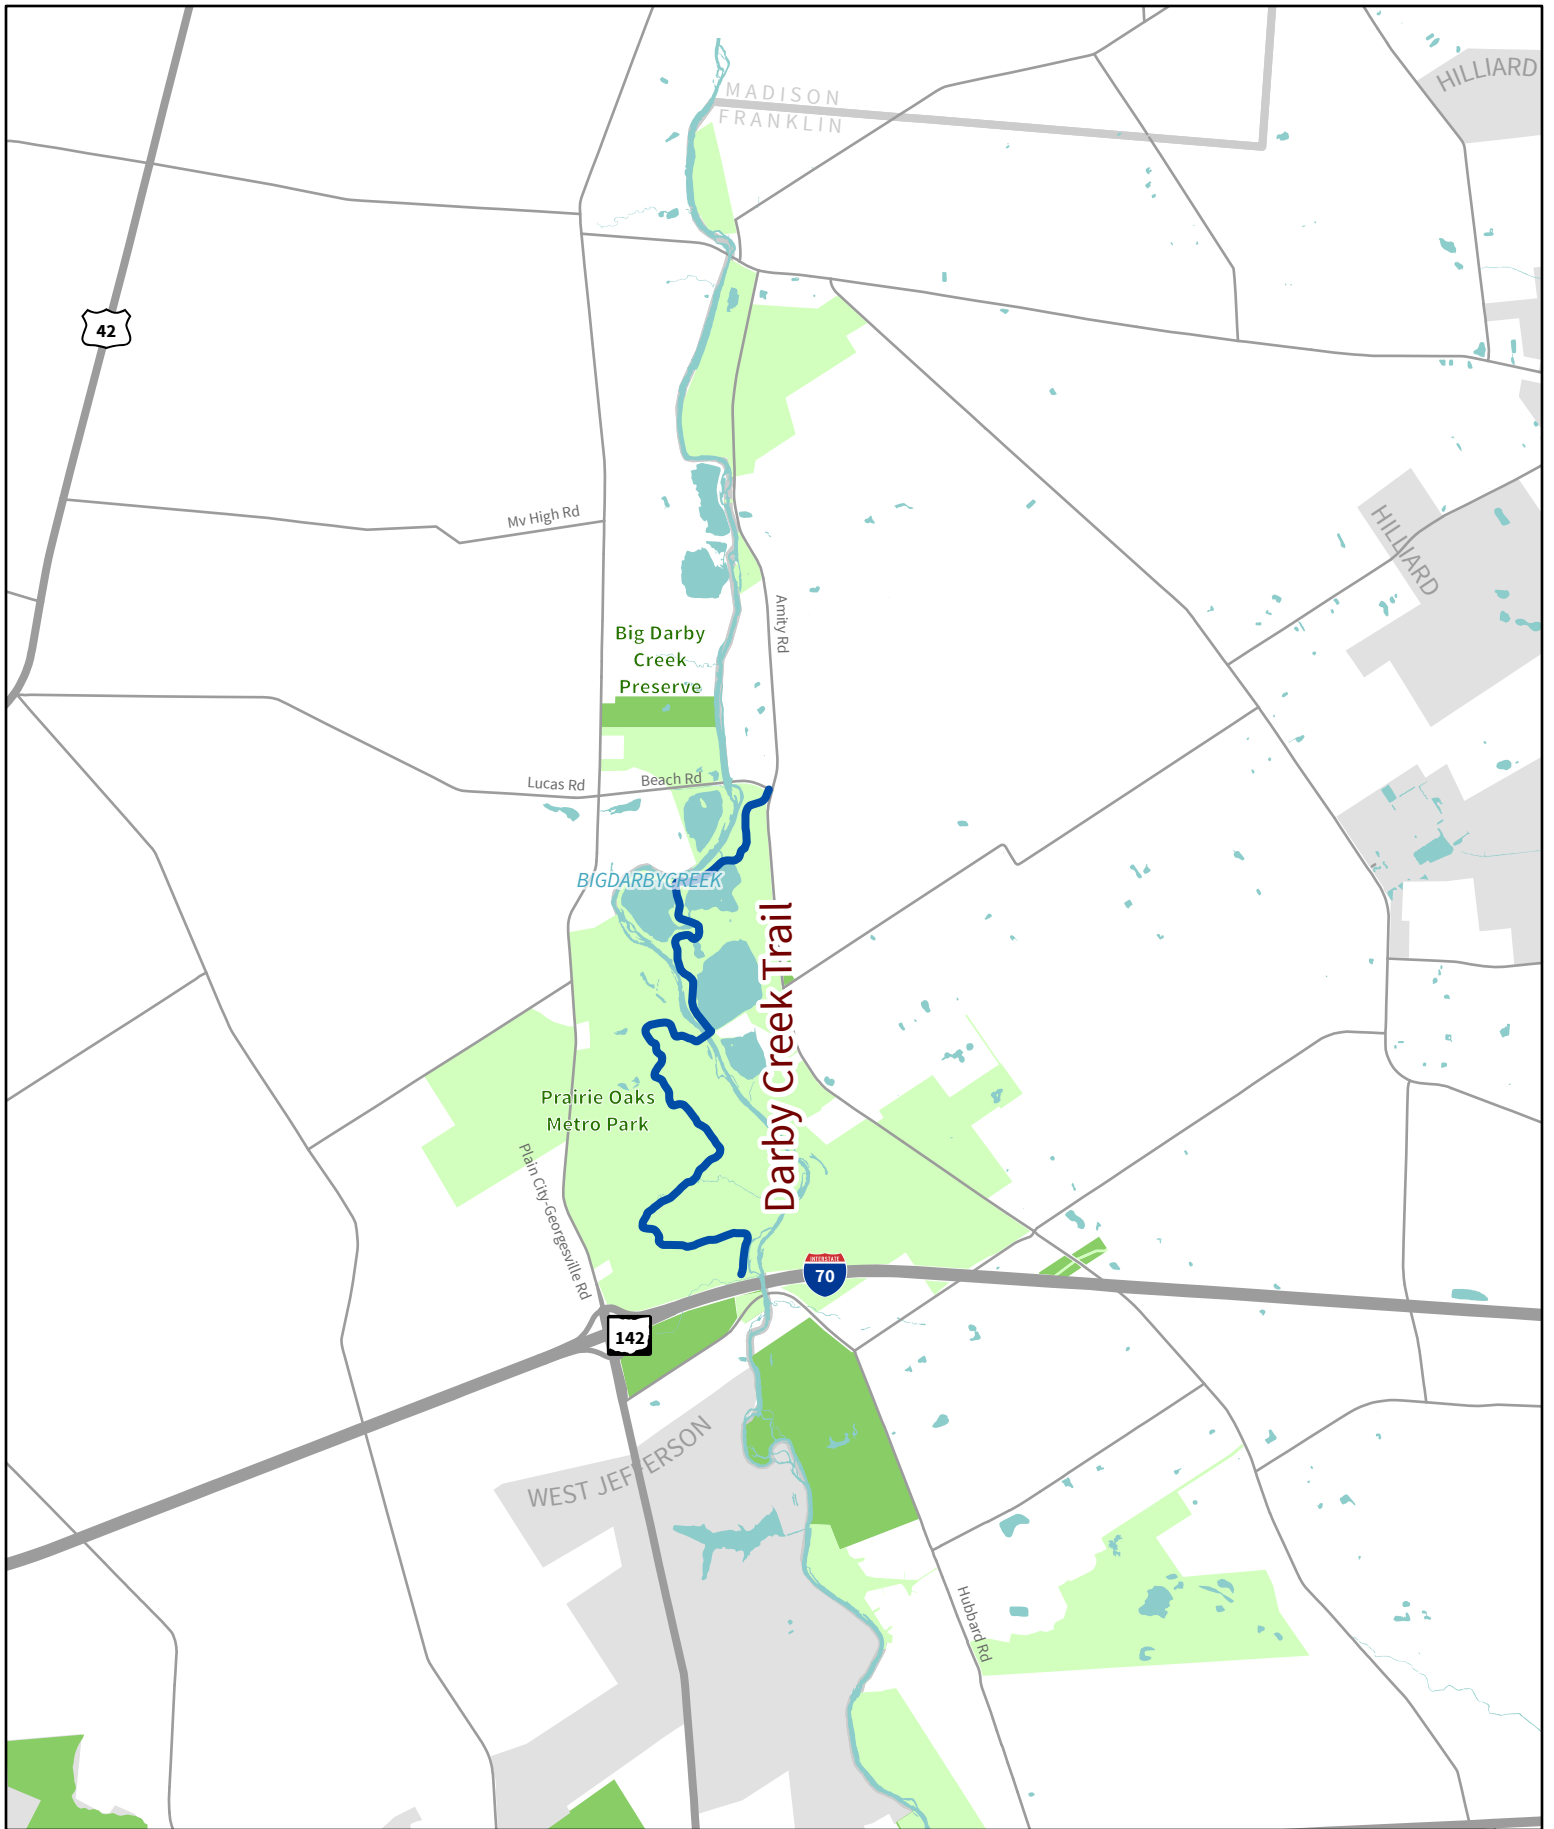 HILLIARD
MADISON
FRANKLIN
42
Mv High Rd
HILLIARD
Amity Rd
Big Darby
Creek
Preserve
Lucas Rd
Beach Rd
BIGDARBYCREEK
Darby Creek Trail
Prairie Oaks
Metro Park
Plain City-Georgesville Rd
INTERSTATE
70
142
WEST JEFFERSON
Hubbard Rd